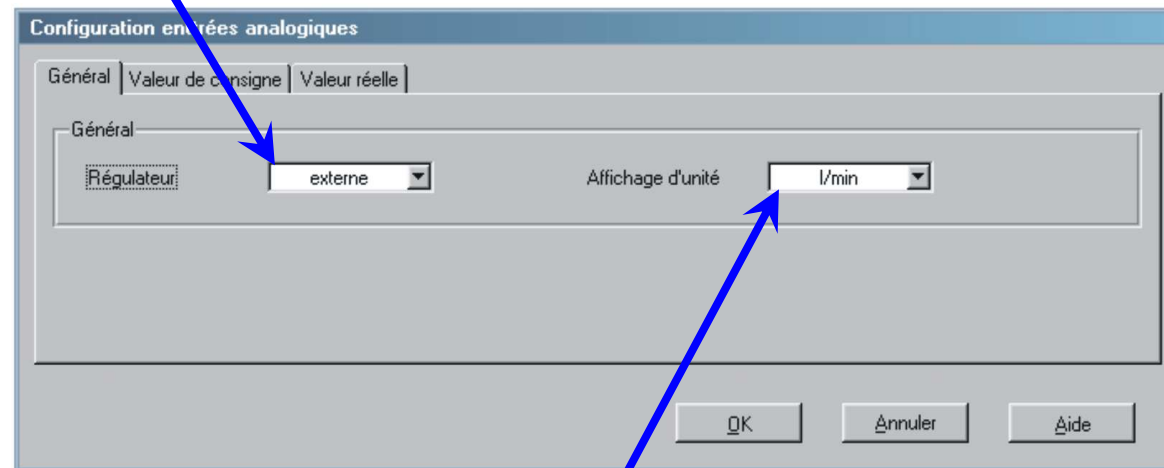 Configuration entrées analogiques
Général Valeur de consigne Valeur réelle
Général
Régulateur externe Affichage d'unité l/min
OK Annuler Aide